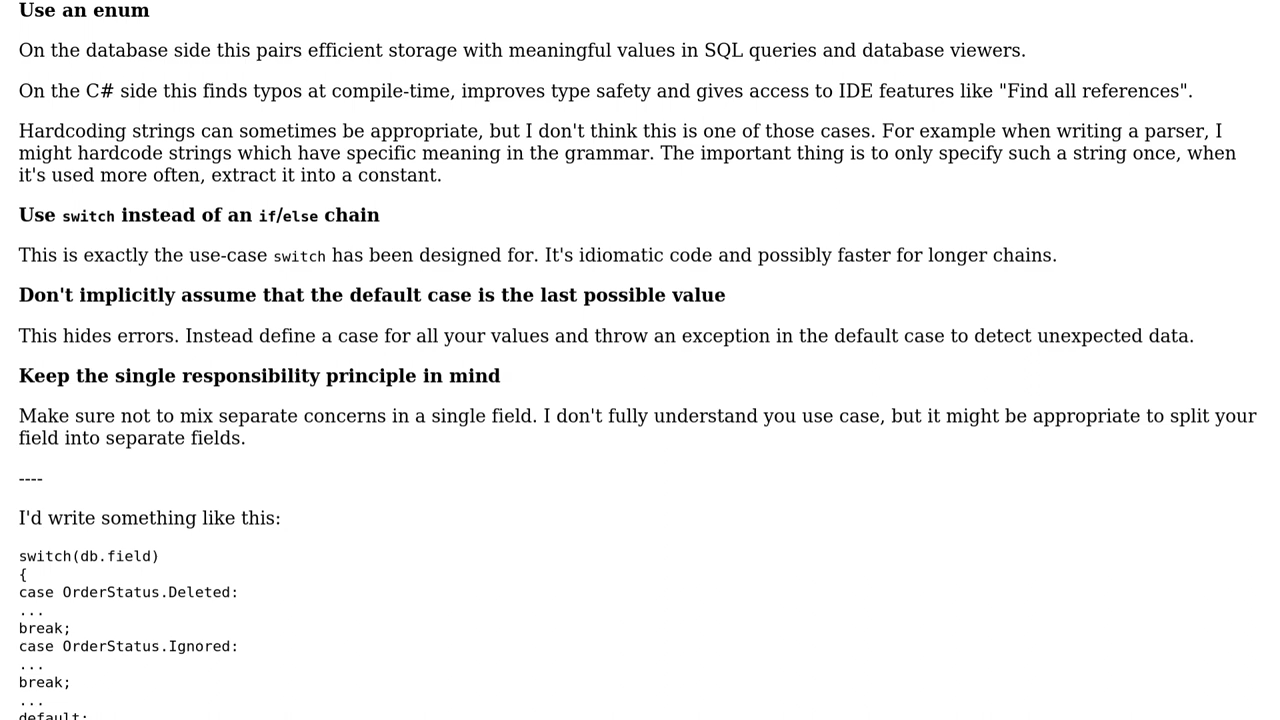 Use an enum
On the database side this pairs efficient storage with meaningful values in SQL queries and database viewers.
On the C# side this finds typos at compile-time, improves type safety and gives access to IDE features like "Find all references".
Hardcoding strings can sometimes be appropriate, but I don't think this is one of those cases. For example when writing a parser, I
might hardcode strings which have specific meaning in the grammar. The important thing is to only specify such a string once, when
it's used more often, extract it into a constant.
Use switch instead of an if/else chain
This is exactly the use-case switch has been designed for. It's idiomatic code and possibly faster for longer chains.
Don't implicitly assume that the default case is the last possible value
This hides errors. Instead define a case for all your values and throw an exception in the default case to detect unexpected data.
Keep the single responsibility principle in mind
Make sure not to mix separate concerns in a single field. I don't fully understand you use case, but it might be appropriate to split your
field into separate fields.
----
I'd write something like this:
switch(db.field)
{
case OrderStatus.Deleted:
...
break;
case OrderStatus.Ignored:
...
break;
...
default: